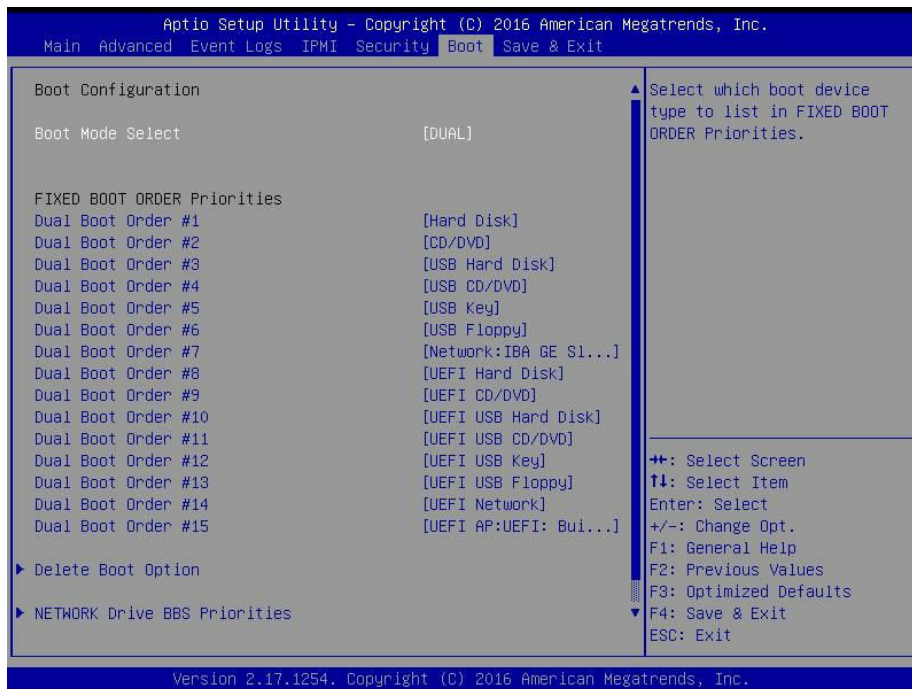 Aptio Setup Utility – Copyright (C) 2016 American Megatrends, Inc.
Main Advanced Event Logs IPMI Security Boot Save & Exit
Boot Configuration
Boot Mode Select [DUAL]
FIXED BOOT ORDER Priorities
Dual Boot Order #1 [Hard Disk]
Dual Boot Order #2 [CD/DVD]
Dual Boot Order #3 [USB Hard Disk]
Dual Boot Order #4 [USB CD/DVD]
Dual Boot Order #5 [USB Key]
Dual Boot Order #6 [USB Floppy]
Dual Boot Order #7 [Network:IBA GE Sl...]
Dual Boot Order #8 [UEFI Hard Disk]
Dual Boot Order #9 [UEFI CD/DVD]
Dual Boot Order #10 [UEFI USB Hard Disk]
Dual Boot Order #11 [UEFI USB CD/DVD]
Dual Boot Order #12 [UEFI USB Key]
Dual Boot Order #13 [UEFI USB Floppy]
Dual Boot Order #14 [UEFI Network]
Dual Boot Order #15 [UEFI AP:UEFI: Bui...]
Delete Boot Option
NETWORK Drive BBS Priorities
Select which boot device
type to list in FIXED BOOT
ORDER Priorities.
→←: Select Screen
↑↓: Select Item
Enter: Select
+/-: Change Opt.
F1: General Help
F2: Previous Values
F3: Optimized Defaults
F4: Save & Exit
ESC: Exit
Version 2.17.1254. Copyright (C) 2016 American Megatrends, Inc.